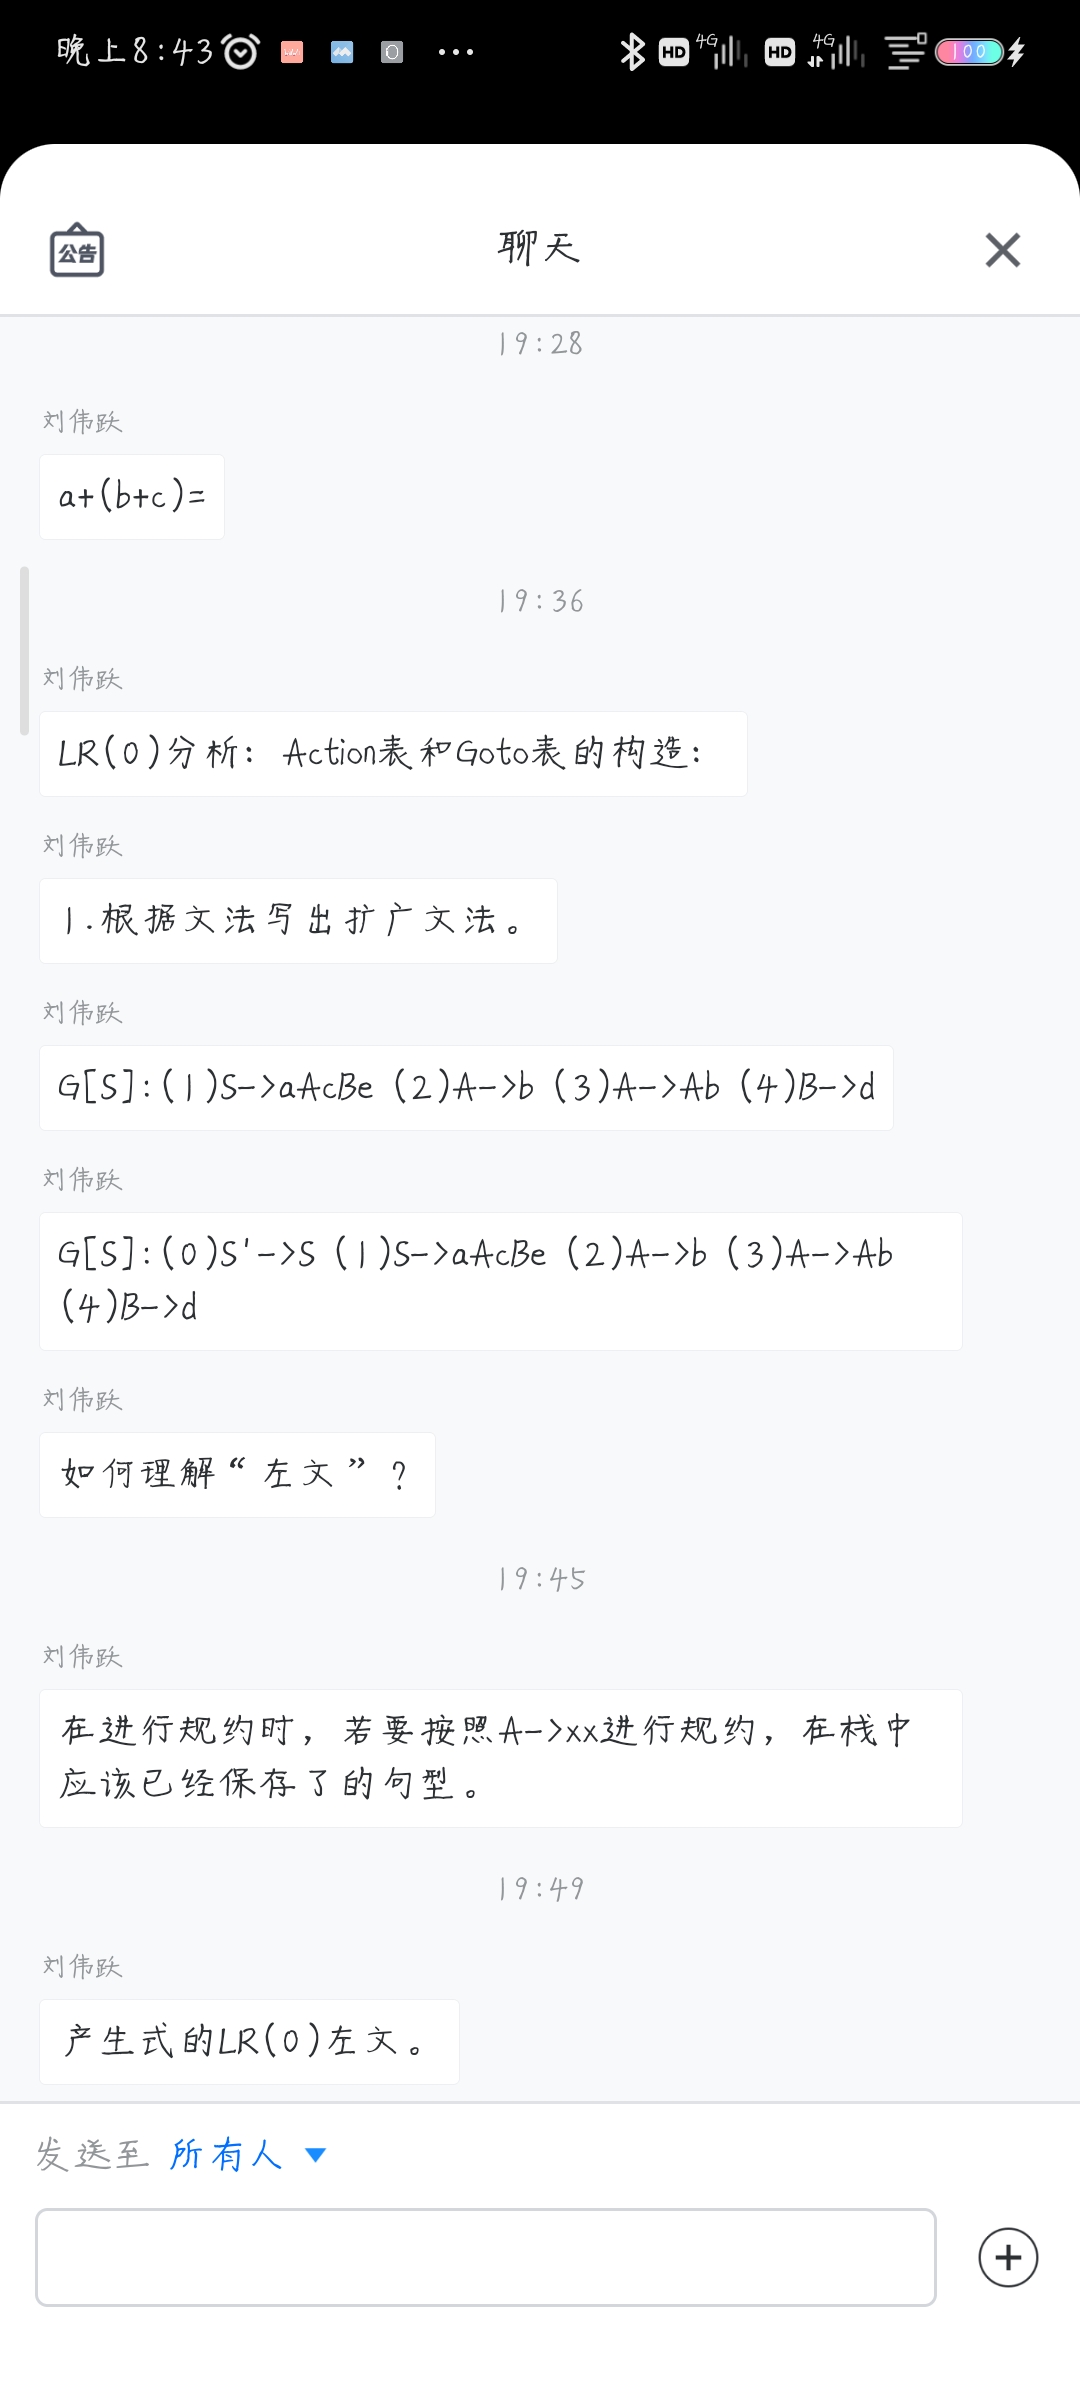 晚上8:43
HD 4G HD 4G 100
公告
聊天
19:28
刘伟跃
a+(b+c)=
19:36
刘伟跃
LR(0)分析：Action表和Goto表的构造：
刘伟跃
1.根据文法写出扩广文法。
刘伟跃
G[S]:(1)S->aAcBe (2)A->b (3)A->Ab (4)B->d
刘伟跃
G[S]:(0)S'->S (1)S->aAcBe (2)A->b (3)A->Ab
(4)B->d
刘伟跃
如何理解“左文”?
19:45
刘伟跃
在进行规约时，若要按照A->xx进行规约，在栈中
应该已经保存了的句型。
19:49
刘伟跃
产生式的LR(0)左文。
发送至 所有人